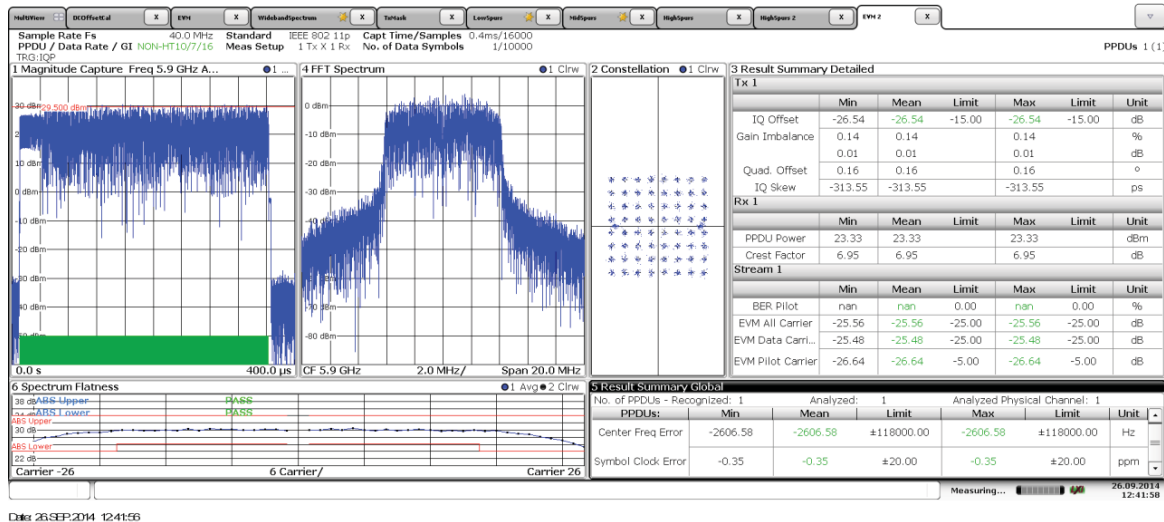 MultiView DCOffsetCal X EVM X WidebandSpectrum X TxMask X LowSpurs X MidSpurs X HighSpurs X HighSpurs 2 X EVM 2 X
Sample Rate Fs 40.0 MHz Standard IEEE 802 11p Capt Time/Samples 0.4ms/16000
PPDU / Data Rate / GI NON-HT10/7/16 Meas Setup 1 Tx X 1 Rx No. of Data Symbols 1/10000 PPDUs 1 (1)
TRG:IQP
1 Magnitude Capture Freq 5.9 GHz A... 1 ...
30 dBm 29.500 dBm
10 dBm
0 dBm
-10 dBm
-20 dBm
0.0 s 400.0 µs
4 FFT Spectrum 1 Clrw
0 dBm
-10 dBm
-20 dBm
-30 dBm
-40 dBm
-50 dBm
-60 dBm
-70 dBm
-80 dBm
CF 5.9 GHz 2.0 MHz/ Span 20.0 MHz
2 Constellation 1 Clrw
3 Result Summary Detailed
Tx 1
Min Mean Limit Max Limit Unit
IQ Offset -26.54 -26.54 -15.00 -26.54 -15.00 dB
Gain Imbalance 0.14 0.14 0.14 %
0.01 0.01 0.01 dB
Quad. Offset 0.16 0.16 0.16 °
IQ Skew -313.55 -313.55 -313.55 ps
Rx 1
Min Mean Limit Max Limit Unit
PPDU Power 23.33 23.33 23.33 dBm
Crest Factor 6.95 6.95 6.95 dB
Stream 1
Min Mean Limit Max Limit Unit
BER Pilot nan nan 0.00 nan 0.00 %
EVM All Carrier -25.56 -25.56 -25.00 -25.56 -25.00 dB
EVM Data Carri... -25.48 -25.48 -25.00 -25.48 -25.00 dB
EVM Pilot Carrier -26.64 -26.64 -5.00 -26.64 -5.00 dB
6 Spectrum Flatness 1 Avg 2 Clrw
38 dB ABS Upper PASS
ABS Lower PASS
ABS Upper
30 dB
ABS Lower
22 dB
Carrier -26 6 Carrier/ Carrier 26
5 Result Summary Global
No. of PPDUs - Recognized: 1 Analyzed: 1 Analyzed Physical Channel: 1
PPDUs: Min Mean Limit Max Limit Unit
Center Freq Error -2606.58 -2606.58 ±118000.00 -2606.58 ±118000.00 Hz
Symbol Clock Error -0.35 -0.35 ±20.00 -0.35 ±20.00 ppm
Measuring... 26.09.2014
12:41:58
Date: 26.SEP.2014 12:41:56